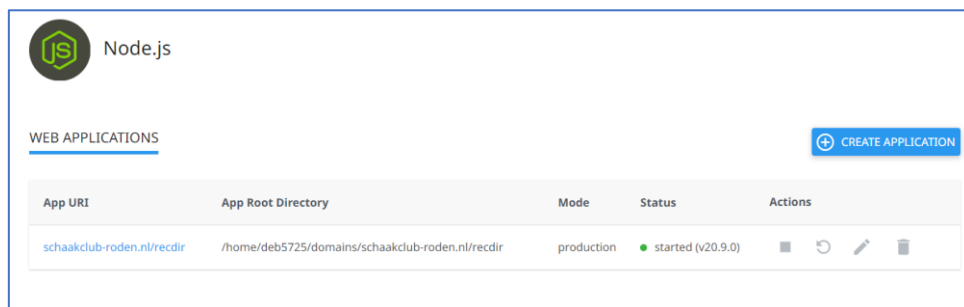 JS
Node.js
WEB APPLICATIONS
CREATE APPLICATION
App URI App Root Directory Mode Status Actions
schaakclub-roden.nl/recdir /home/deb5725/domains/schaakclub-roden.nl/recdir production started (v20.9.0)